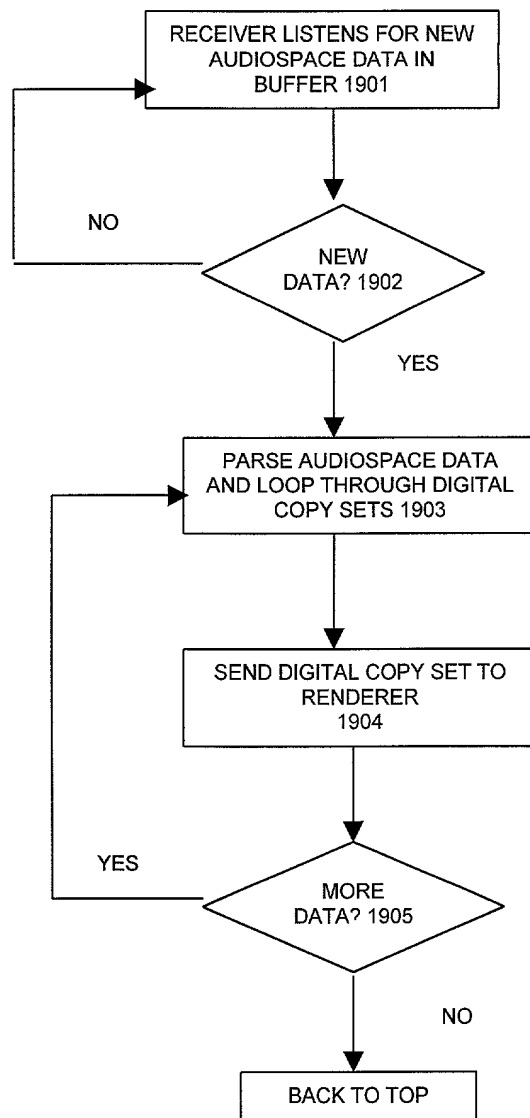 RECEIVER LISTENS FOR NEW
AUDIOSPACE DATA IN
BUFFER 1901
NO
NEW
DATA? 1902
YES
PARSE AUDIOSPACE DATA
AND LOOP THROUGH DIGITAL
COPY SETS 1903
SEND DIGITAL COPY SET TO
RENDERER
1904
YES
MORE
DATA? 1905
NO
BACK TO TOP